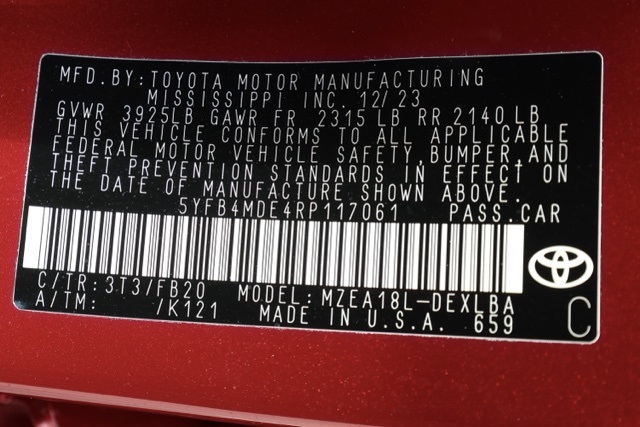 MFD.BY:TOYOTA MOTOR MANUFACTURING
MISSISSIPPI INC. 12/23
GVWR 3925LB GAWR FR 2315 LB RR 2140 LB
THIS VEHICLE CONFORMS TO ALL APPLICABLE
FEDERAL MOTOR VEHICLE SAFETY,BUMPER,AND
THEFT PREVENTION STANDARDS IN EFFECT ON
THE DATE OF MANUFACTURE SHOWN ABOVE.
5YFB4MDE4RP117061 PASS.CAR
C/TR: 3T3/FB20 MODEL: MZEA18L-DEXLBA
A/TM: /K121 MADE IN U.S.A. 659
C